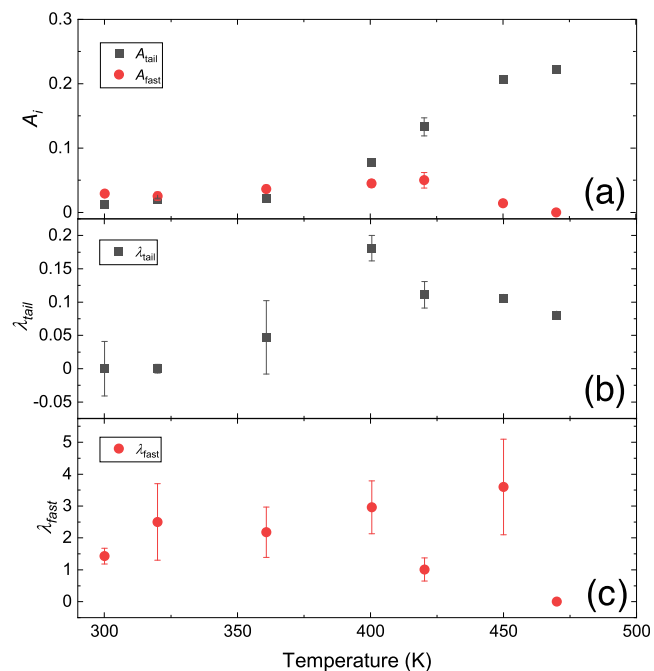 0.3
A_tail
A_fast
0.2
A_i
0.1
0
(a)
0.2
λ_tail
0.15
0.1
λ_tail
0.05
0
-0.05
(b)
5
λ_fast
4
3
λ_fast
2
1
0
(c)
300 350 400 450 500
Temperature (K)